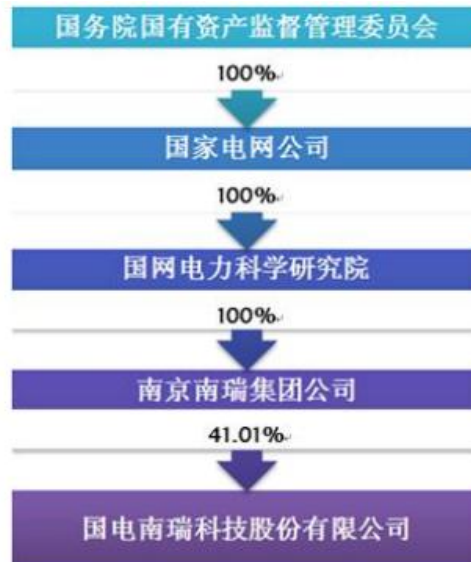 国务院国有资产监督管理委员会
100%
国家电网公司
100%
国网电力科学研究院
100%
南京南瑞集团公司
41.01%
国电南瑞科技股份有限公司